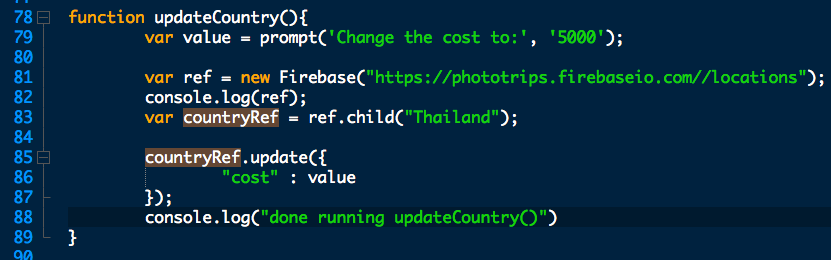 78 function updateCountry(){
79 var value = prompt('Change the cost to:', '5000');
80
81 var ref = new Firebase("https://phototrips.firebaseio.com//locations");
82 console.log(ref);
83 var countryRef = ref.child("Thailand");
84
85 countryRef.update({
86 "cost" : value
87 });
88 console.log("done running updateCountry()")
89 }
90